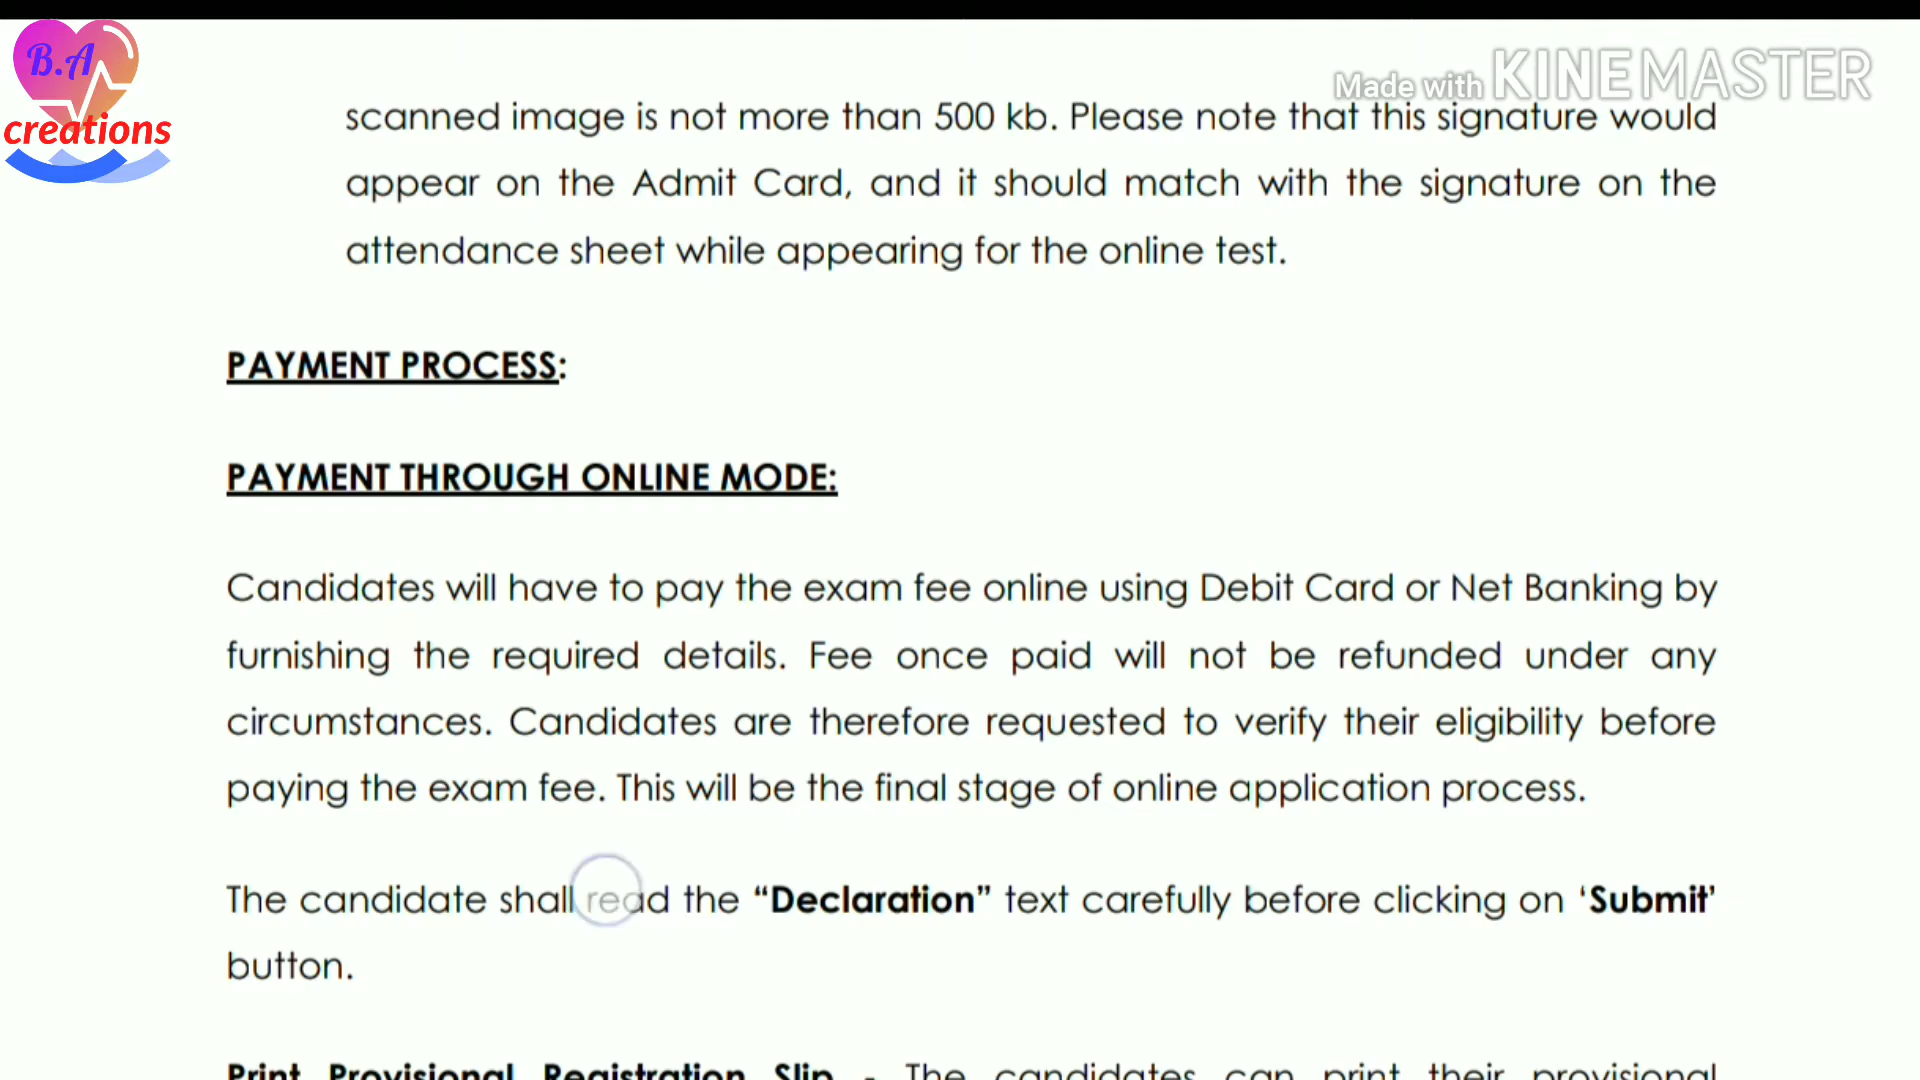 B.A
creations
Made with KINEMASTER
scanned image is not more than 500 kb. Please note that this signature would
appear on the Admit Card, and it should match with the signature on the
attendance sheet while appearing for the online test.
PAYMENT PROCESS:
PAYMENT THROUGH ONLINE MODE:
Candidates will have to pay the exam fee online using Debit Card or Net Banking by
furnishing the required details. Fee once paid will not be refunded under any
circumstances. Candidates are therefore requested to verify their eligibility before
paying the exam fee. This will be the final stage of online application process.
The candidate shall read the “Declaration” text carefully before clicking on ‘Submit’
button.
Print Provisional Registration Slip - The candidates can print their provisional